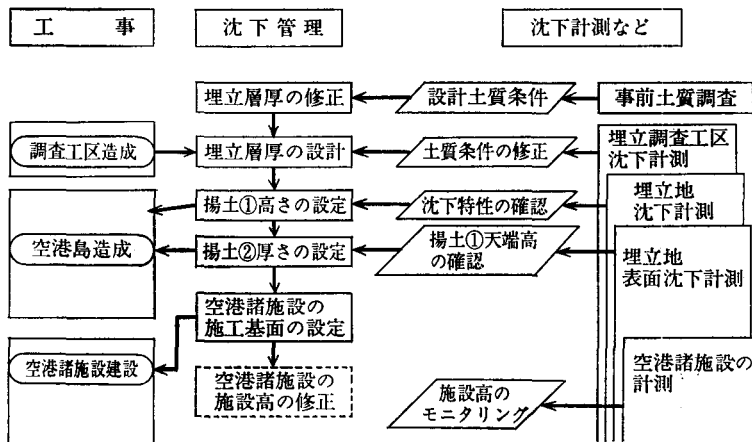 工　事
沈下管理
沈下計測など
埋立層厚の修正
設計土質条件
事前土質調査
調査工区造成
埋立層厚の設計
土質条件の修正
埋立調査工区
沈下計測
揚土①高さの設定
沈下特性の確認
埋立地
沈下計測
空港島造成
揚土②厚さの設定
揚土①天端高
の確認
埋立地
表面沈下計測
空港諸施設の
施工基面の設定
空港諸施設建設
空港諸施設の
施設高の修正
施設高の
モニタリング
空港諸施設の
計測